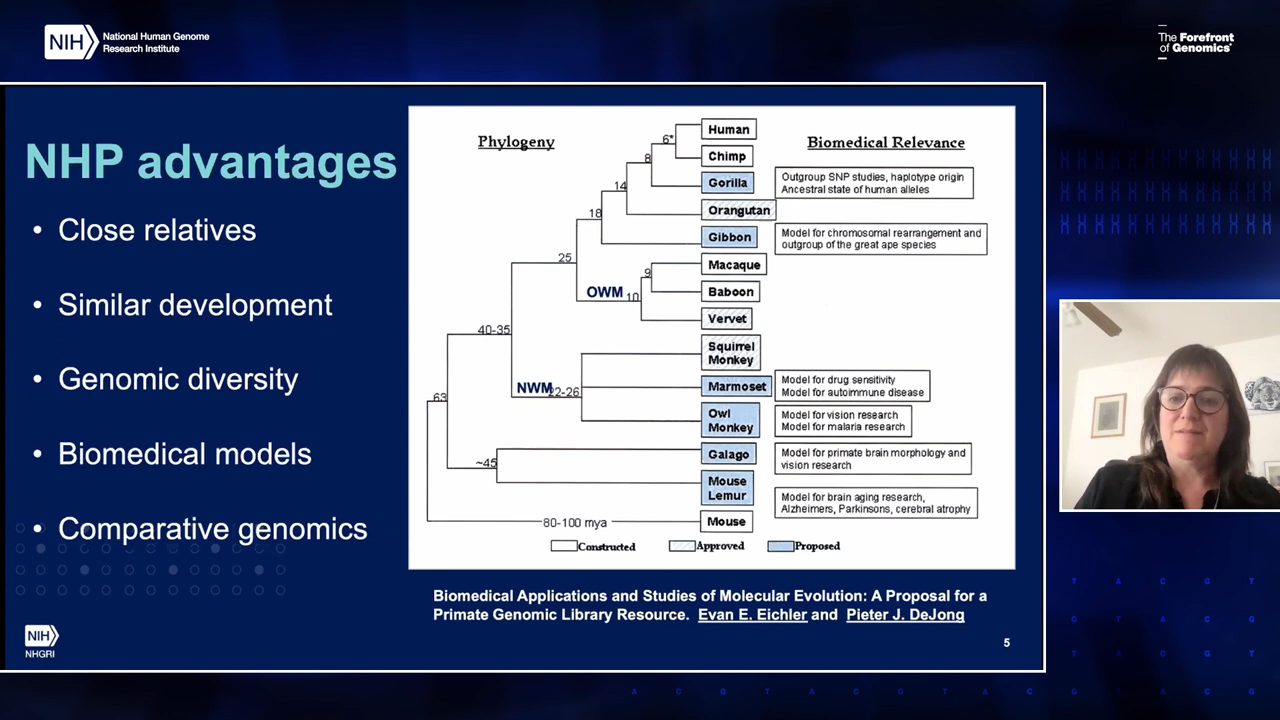 NIH
National Human Genome
Research Institute
The Forefront
of Genomics®
NHP advantages
• Close relatives
• Similar development
• Genomic diversity
• Biomedical models
• Comparative genomics
Phylogeny
Biomedical Relevance
6*
Human
8
Chimp
14
Gorilla
Outgroup SNP studies, haplotype origin
Ancestral state of human alleles
18
Orangutan
Gibbon
Model for chromosomal rearrangement and
outgroup of the great ape species
25
9
Macaque
OWM
10
Baboon
Vervet
40-35
Squirrel
Monkey
NWM
22-26
Marmoset
Model for drug sensitivity
Model for autoimmune disease
63
Owl
Monkey
Model for vision research
Model for malaria research
~45
Galago
Model for primate brain morphology and
vision research
Mouse
Lemur
Model for brain aging research,
Alzheimers, Parkinsons, cerebral atrophy
80-100 mya
Mouse
Constructed
Approved
Proposed
Biomedical Applications and Studies of Molecular Evolution: A Proposal for a
Primate Genomic Library Resource. Evan E. Eichler and Pieter J. DeJong
NIH
NHGRI
5
T A C G T
G T A C G
T A C G T
A C G T A C G T A C G T A C G